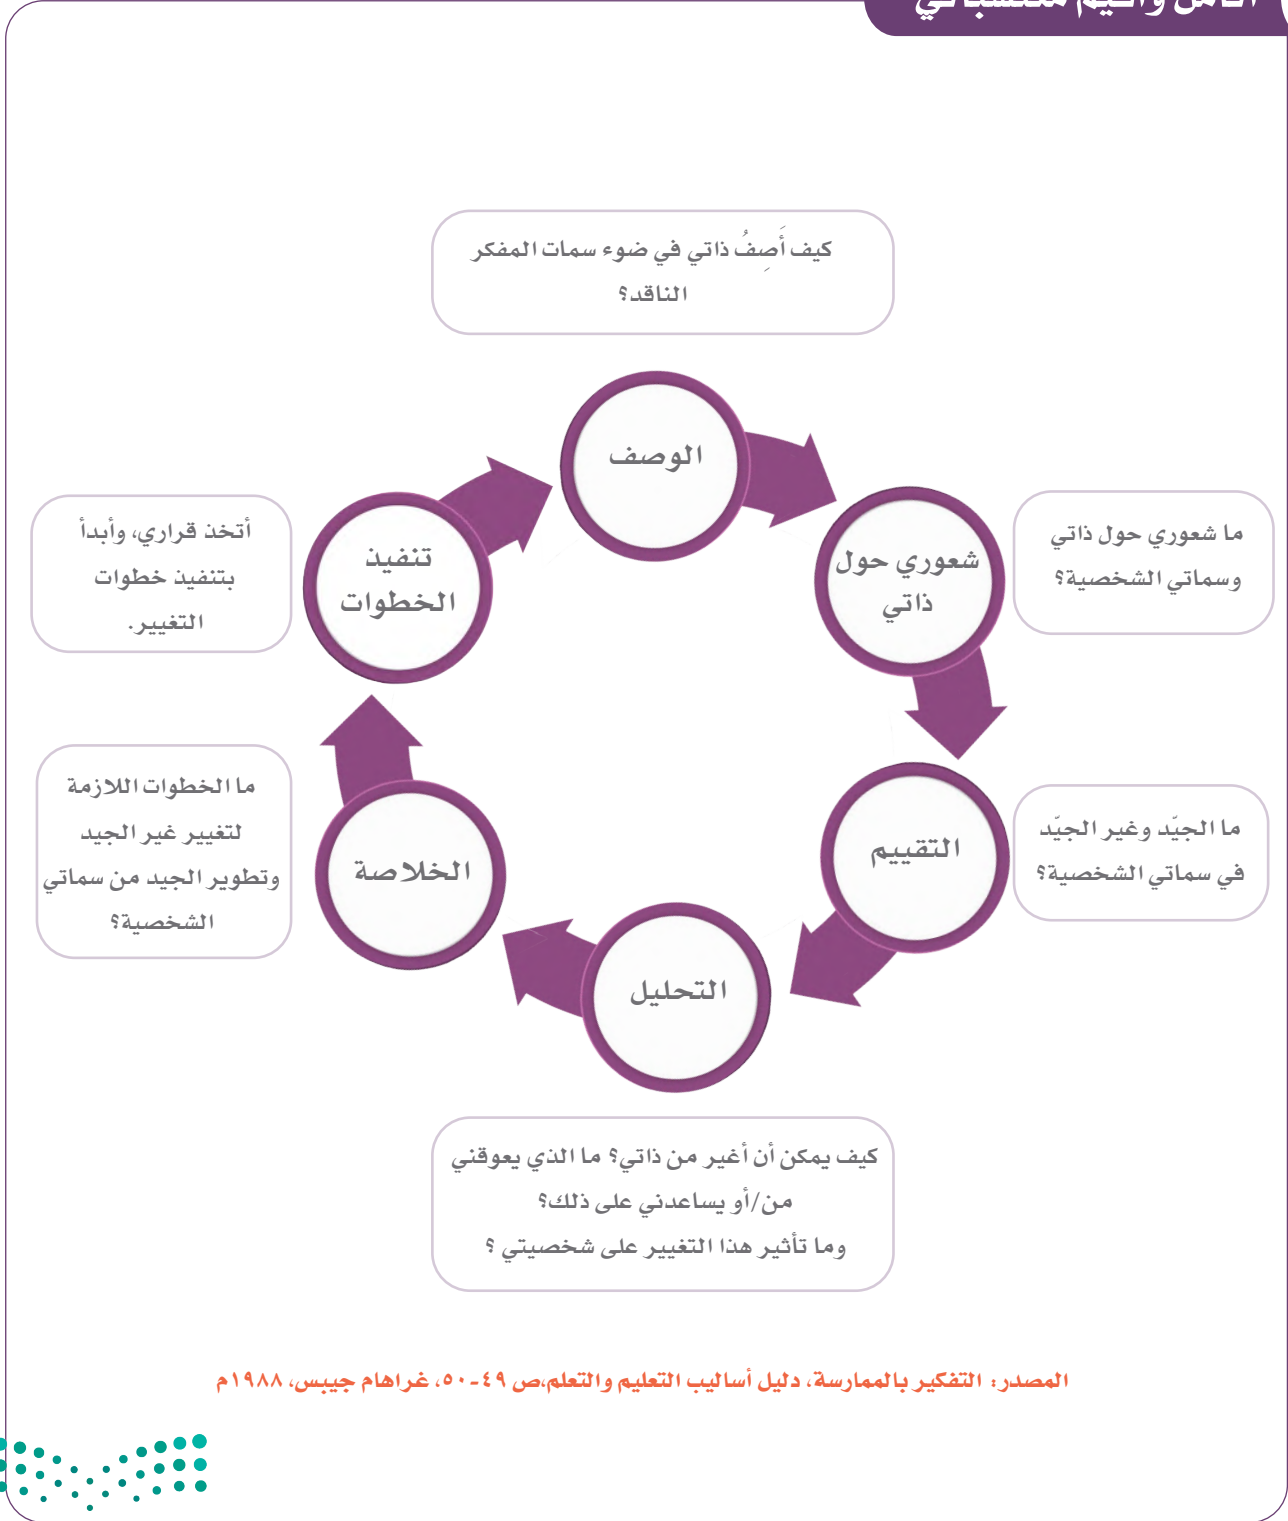 كيف أَصِفُ ذاتي في ضوء سمات المفكر
الناقد؟
الوصف
شعوري حول
ذاتي
ما شعوري حول ذاتي
وسماتي الشخصية؟
التقييم
ما الجيّد وغير الجيّد
في سماتي الشخصية؟
التحليل
كيف يمكن أن أغير من ذاتي؟ ما الذي يعوقني
من/أو يساعدني على ذلك؟
وما تأثير هذا التغيير على شخصيتي ؟
الخلاصة
ما الخطوات اللازمة
لتغيير غير الجيد
وتطوير الجيد من سماتي
الشخصية؟
تنفيذ
الخطوات
أتخذ قراري، وأبدأ
بتنفيذ خطوات
التغيير.
المصدر: التفكير بالممارسة، دليل أساليب التعليم والتعلم،ص ٤٩-٥٠، غراهام جيبس، ١٩٨٨م